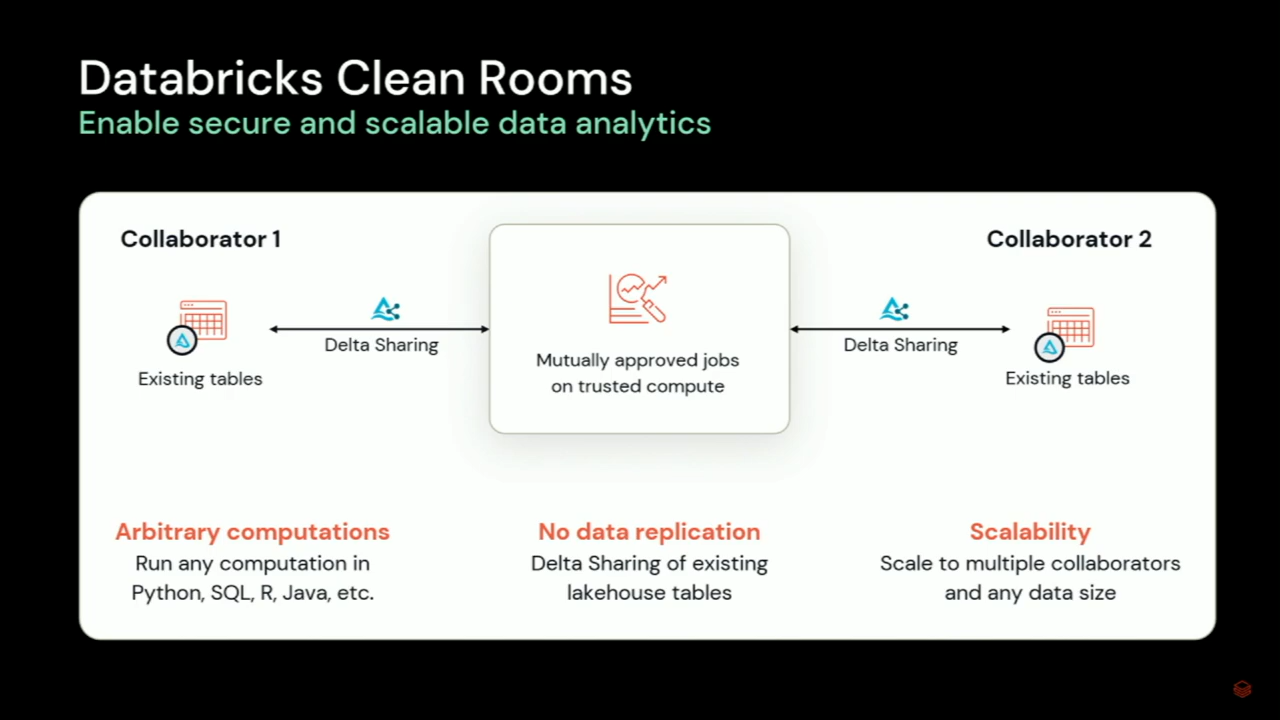 Databricks Clean Rooms
Enable secure and scalable data analytics
Collaborator 1
Collaborator 2
Existing tables
Delta Sharing
Mutually approved jobs
on trusted compute
Delta Sharing
Existing tables
Arbitrary computations
Run any computation in
Python, SQL, R, Java, etc.
No data replication
Delta Sharing of existing
lakehouse tables
Scalability
Scale to multiple collaborators
and any data size